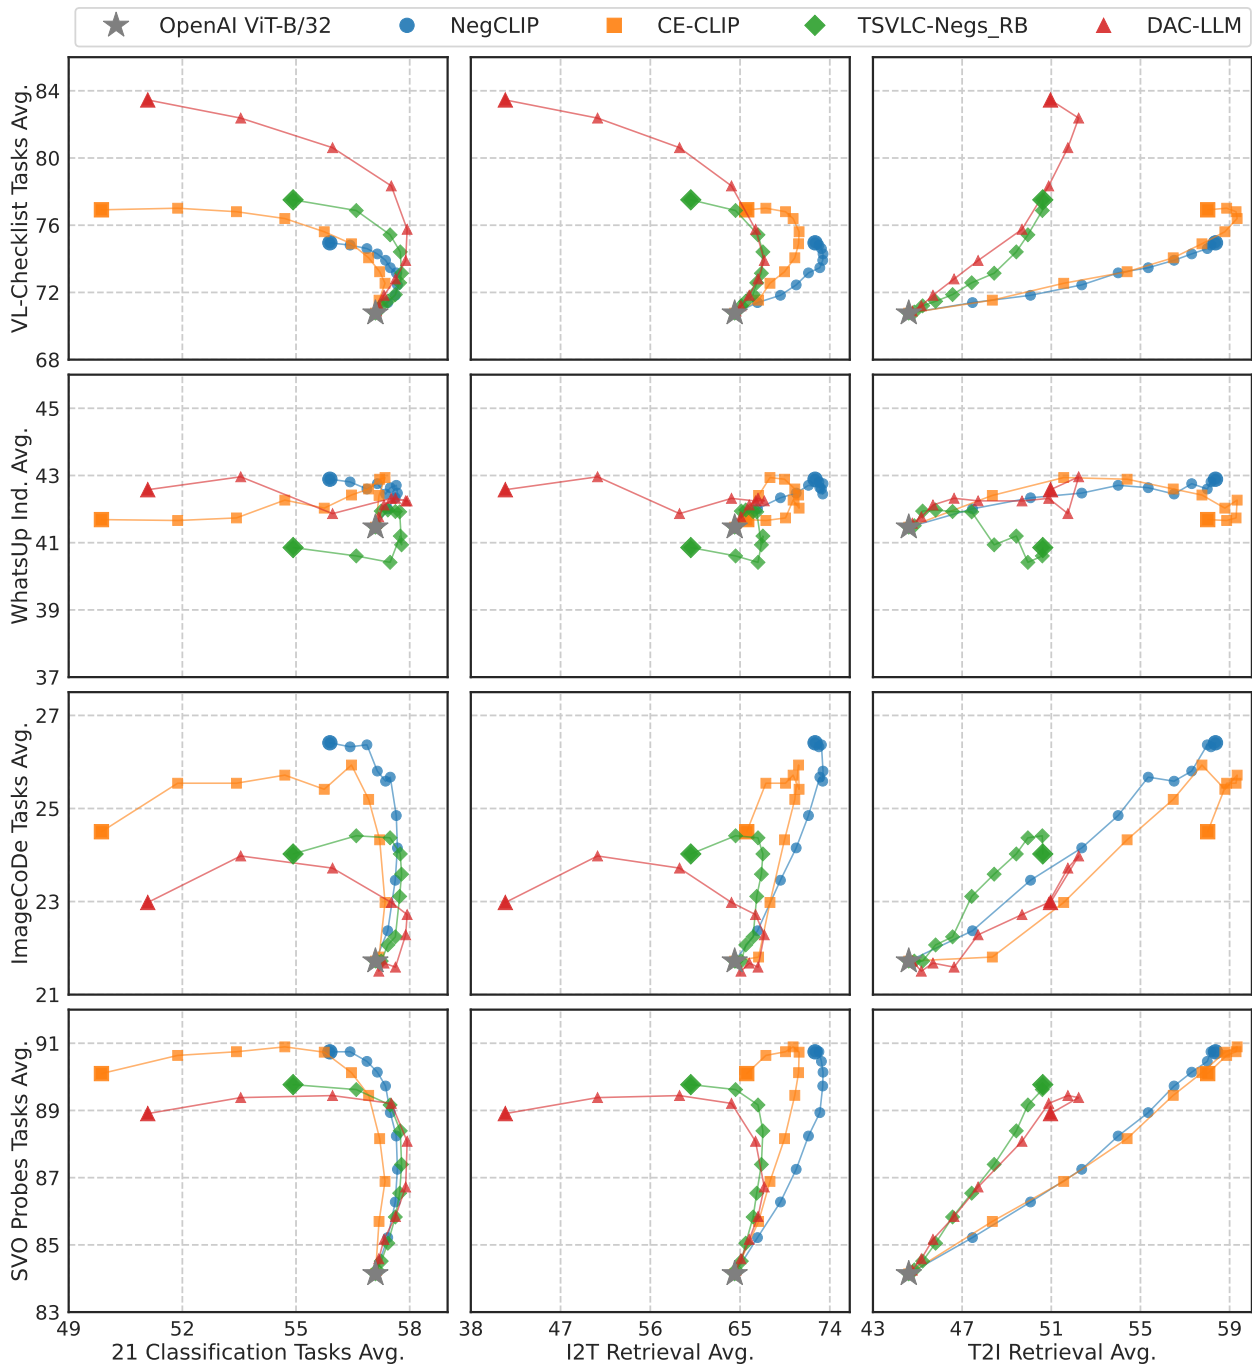 OpenAI ViT-B/32 NegCLIP CE-CLIP TSVLC-Negs_RB DAC-LLM
VL-Checklist Tasks Avg.
84
80
76
72
68
WhatsUp Ind. Avg.
45
43
41
39
37
ImageCoDe Tasks Avg.
27
25
23
21
SVO Probes Tasks Avg.
91
89
87
85
83
49 52 55 58 38 47 56 65 74 43 47 51 55 59
21 Classification Tasks Avg. I2T Retrieval Avg. T2I Retrieval Avg.